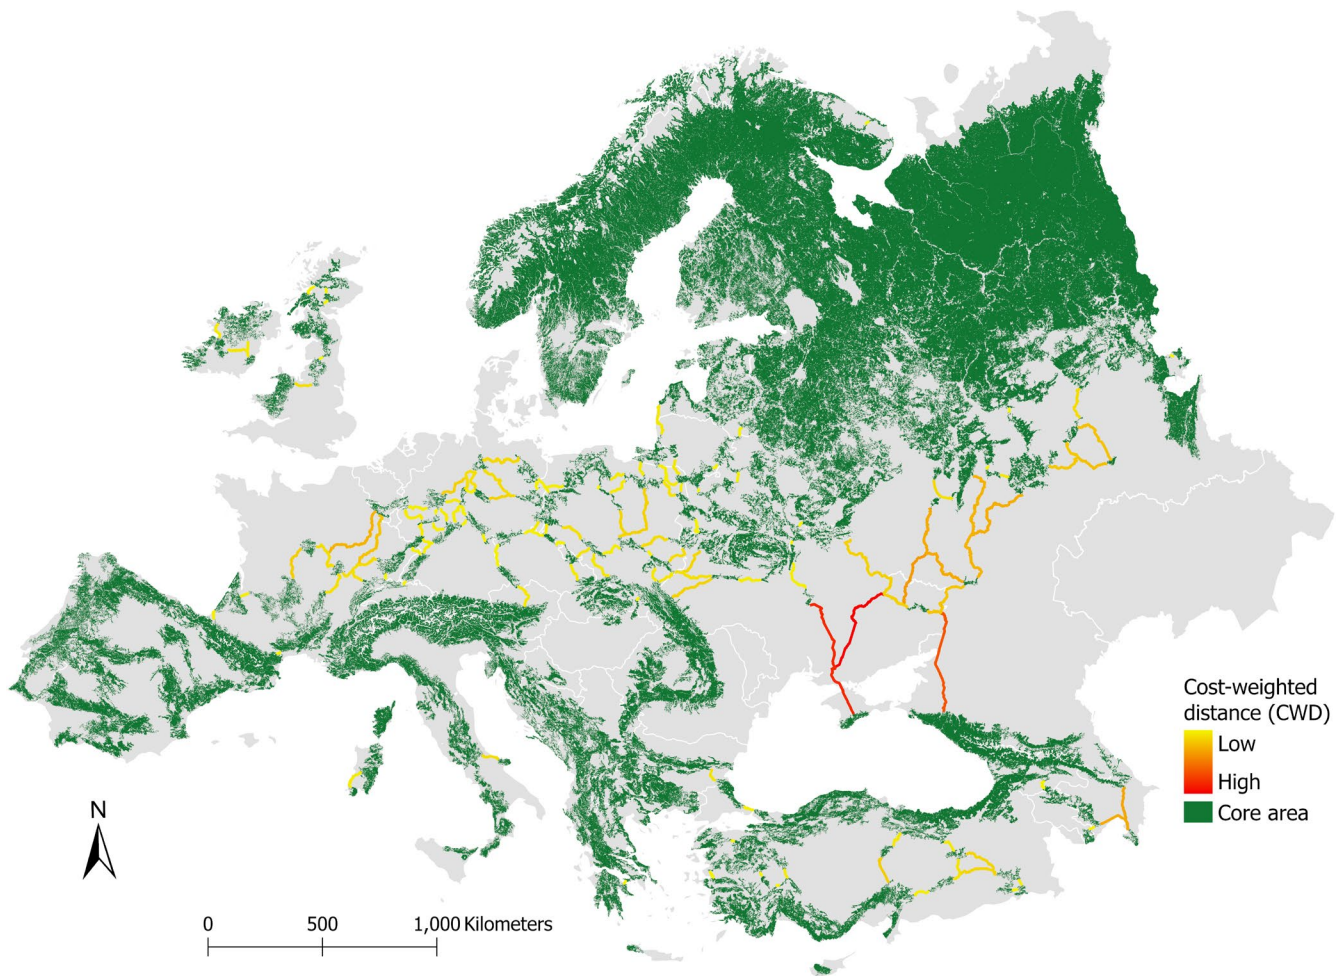 Cost-weighted
distance (CWD)
Low
High
Core area
N
0 500 1,000 Kilometers